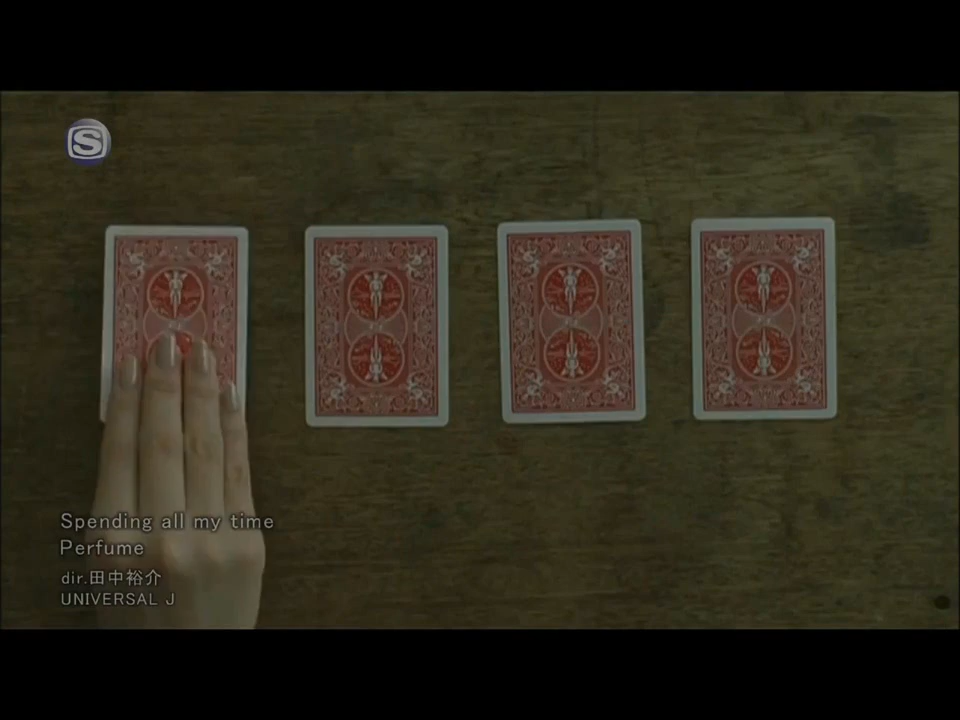 S
Spending all my time
Perfume
dir.田中裕介
UNIVERSAL J